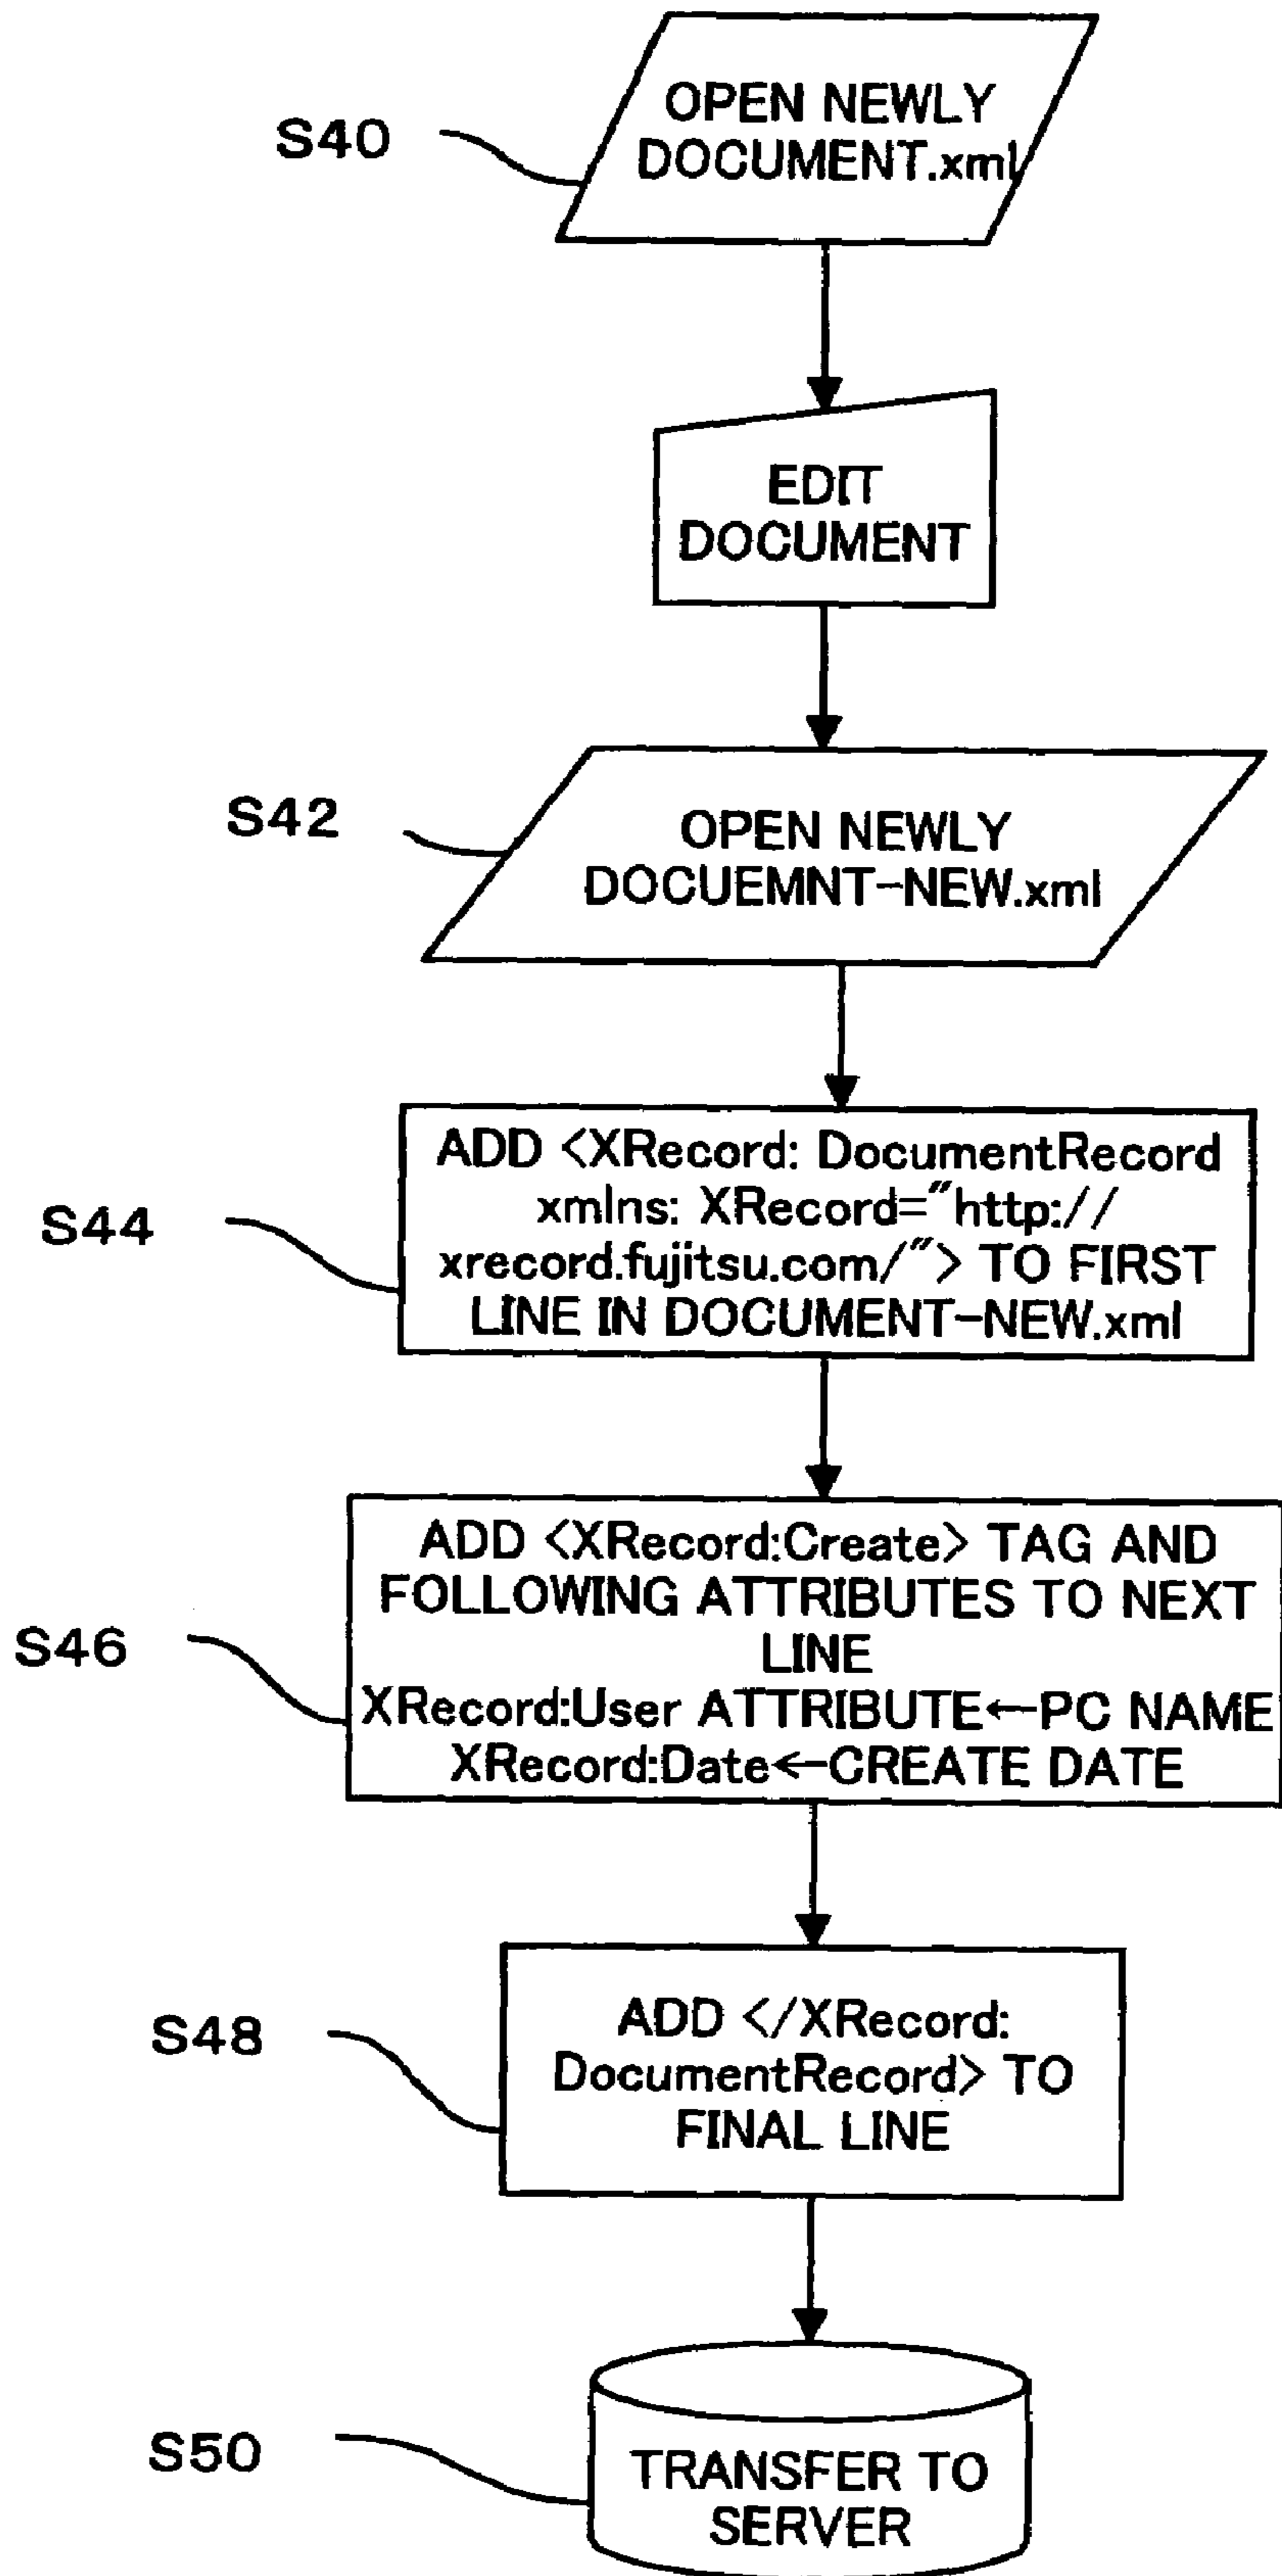 S40
OPEN NEWLY
DOCUMENT.xml
EDIT
DOCUMENT
S42
OPEN NEWLY
DOCUEMNT-NEW.xml
S44
ADD <XRecord: DocumentRecord
xmlns: XRecord="http://
xrecord.fujitsu.com/"> TO FIRST
LINE IN DOCUMENT-NEW.xml
S46
ADD <XRecord:Create> TAG AND
FOLLOWING ATTRIBUTES TO NEXT
LINE
XRecord:User ATTRIBUTE←PC NAME
XRecord:Date←CREATE DATE
S48
ADD </XRecord:
DocumentRecord> TO
FINAL LINE
S50
TRANSFER TO
SERVER